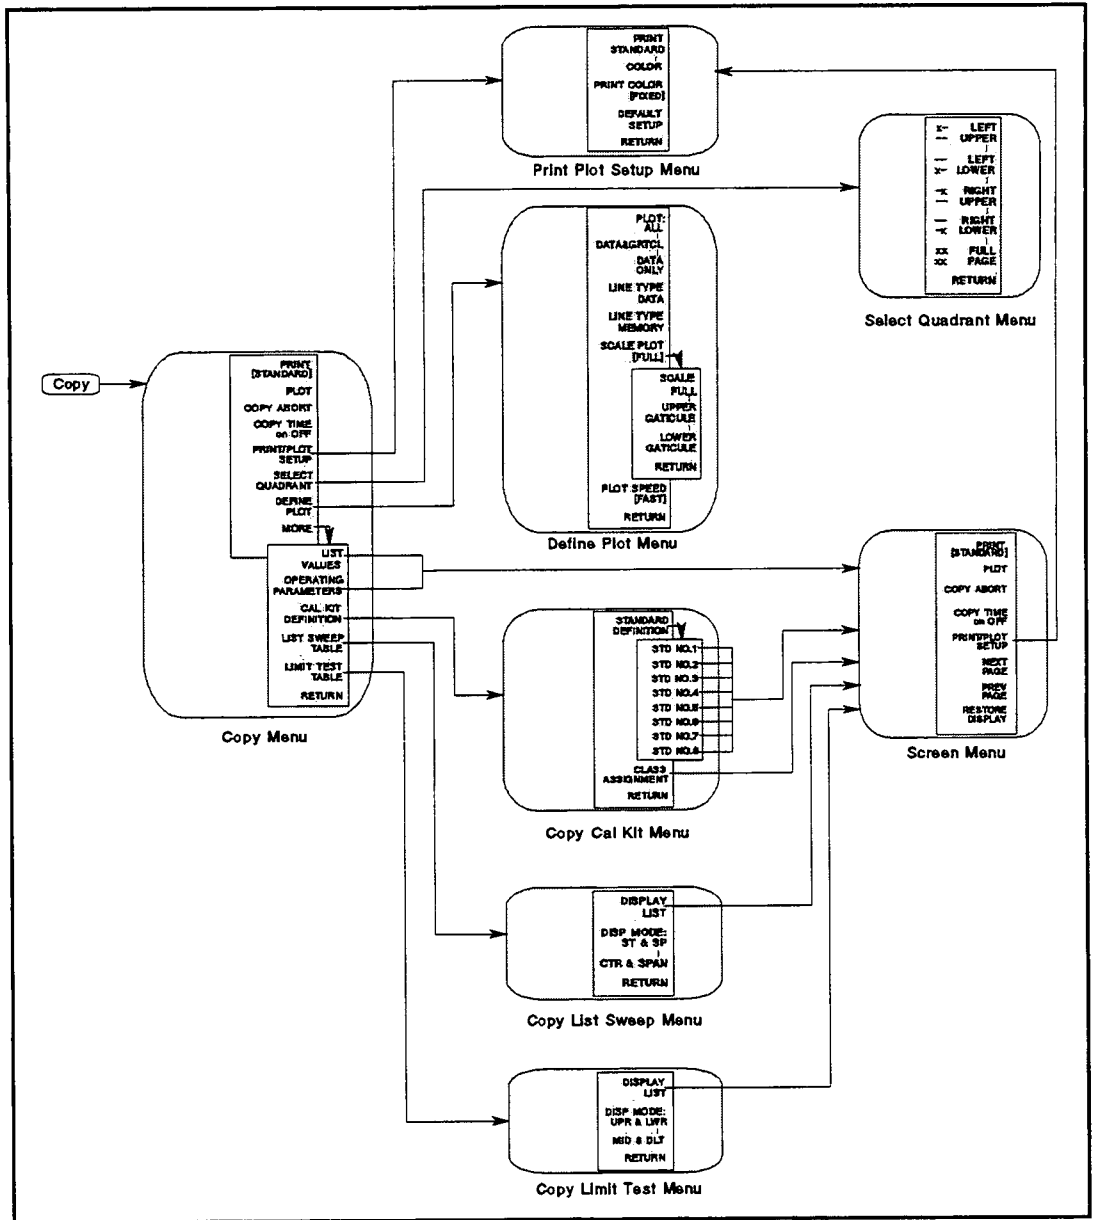 PRINT
STANDARD
COLOR
PRINT COLOR
[FIXED]
DEFAULT
SETUP
RETURN
Print Plot Setup Menu
x- LEFT
-- UPPER
-- LEFT
x- LOWER
-x RIGHT
-- UPPER
-- RIGHT
-x LOWER
xx FULL
xx PAGE
RETURN
Select Quadrant Menu
PLOT:
ALL
DATA&GRTCL
DATA
ONLY
LINE TYPE
DATA
LINE TYPE
MEMORY
SCALE PLOT
[FULL]
SCALE
FULL
UPPER
GATICULE
LOWER
GATICULE
RETURN
PLOT SPEED
[FAST]
RETURN
Define Plot Menu
Copy
PRINT
[STANDARD]
PLOT
COPY ABORT
COPY TIME
on OFF
PRINT/PLOT
SETUP
SELECT
QUADRANT
DEFINE
PLOT
MORE
LIST
VALUES
OPERATING
PARAMETERS
CAL KIT
DEFINITION
LIST SWEEP
TABLE
LIMIT TEST
TABLE
RETURN
Copy Menu
STANDARD
DEFINITION
STD NO.1
STD NO.2
STD NO.3
STD NO.4
STD NO.5
STD NO.6
STD NO.7
STD NO.8
CLASS
ASSIGNMENT
RETURN
Copy Cal Kit Menu
PRINT
[STANDARD]
PLOT
COPY ABORT
COPY TIME
on OFF
PRINT/PLOT
SETUP
NEXT
PAGE
PREV
PAGE
RESTORE
DISPLAY
Screen Menu
DISPLAY
LIST
DISP MODE:
ST & SP
CTR & SPAN
RETURN
Copy List Sweep Menu
DISPLAY
LIST
DISP MODE:
UPR & LWR
MID & DLT
RETURN
Copy Limit Test Menu